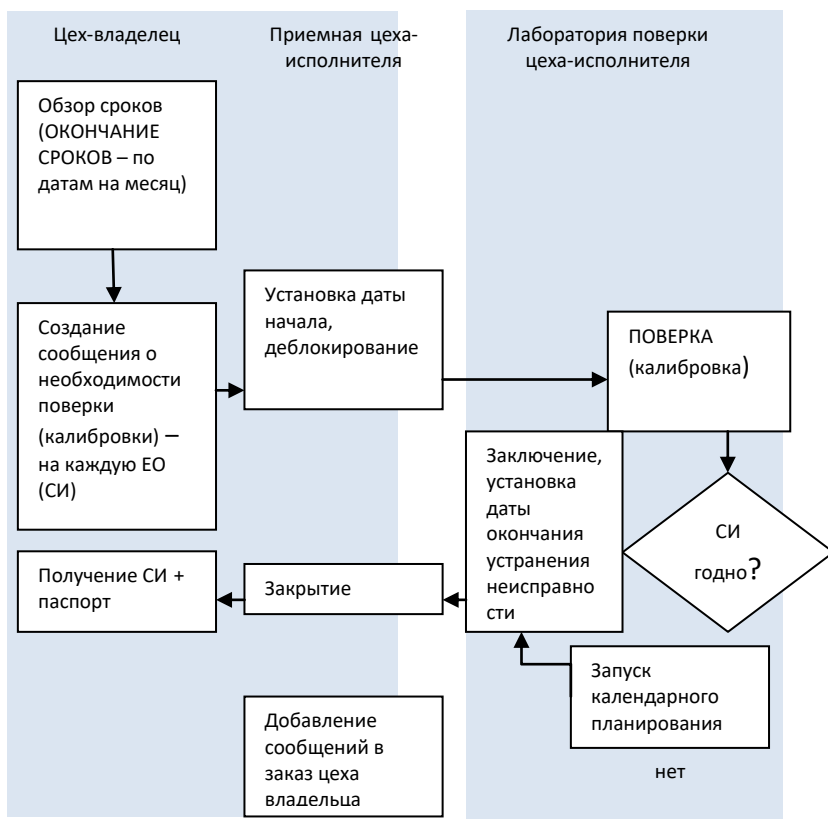 Цех-владелец
Приемная цеха-
исполнителя
Лаборатория поверки
цеха-исполнителя
Обзор сроков
(ОКОНЧАНИЕ
СРОКОВ – по
датам на месяц)
Создание
сообщения о
необходимости
поверки
(калибровки) –
на каждую ЕО
(СИ)
Установка даты
начала,
деблокирование
ПОВЕРКА
(калибровка)
Заключение,
установка
даты
окончания
устранения
неисправно
сти
СИ
годно?
Получение СИ +
паспорт
Закрытие
Запуск
календарного
планирования
Добавление
сообщений в
заказ цеха
владельца
нет